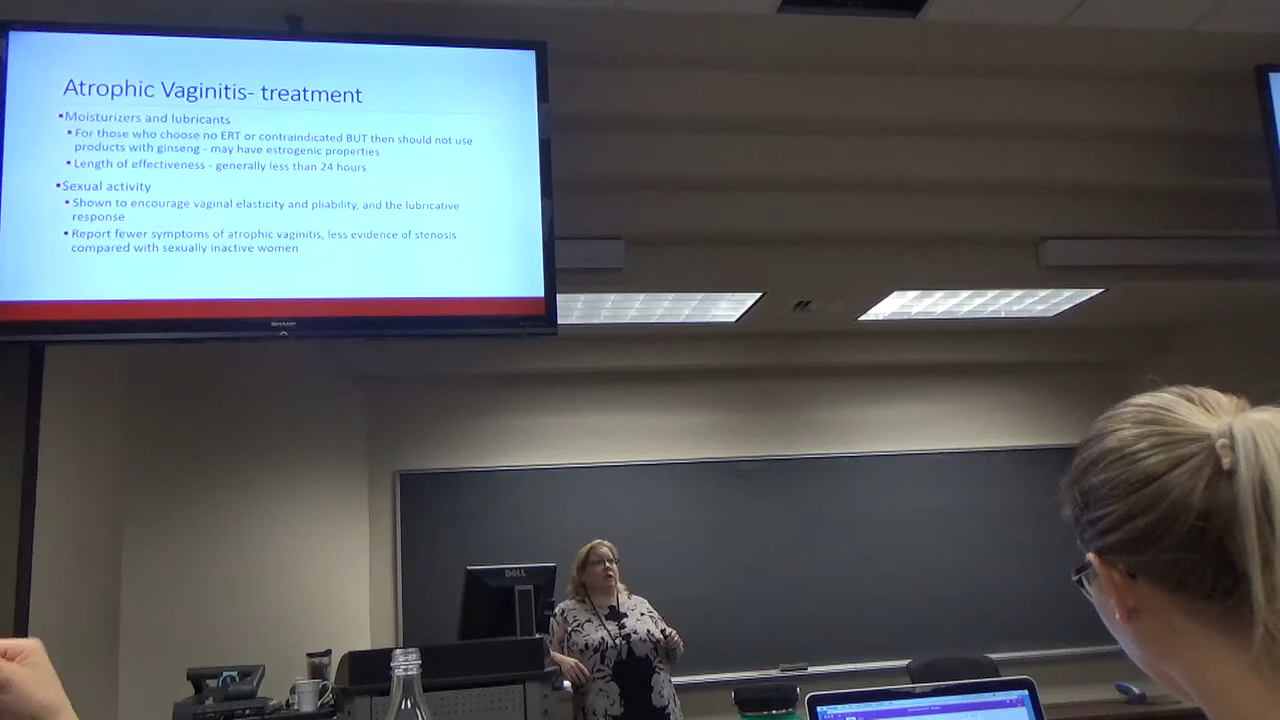 Atrophic Vaginitis- treatment
▪Moisturizers and lubricants
▪For those who choose no ERT or contraindicated BUT then should not use
products with ginseng - may have estrogenic properties
▪Length of effectiveness - generally less than 24 hours
▪Sexual activity
▪Shown to encourage vaginal elasticity and pliability, and the lubricative
response
▪Report fewer symptoms of atrophic vaginitis, less evidence of stenosis
compared with sexually inactive women
SHARP
DELL